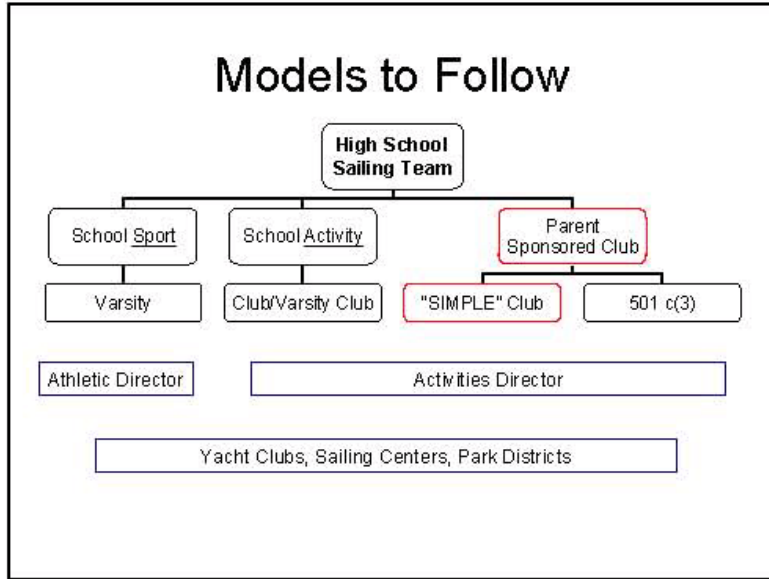 Models to Follow
High School
Sailing Team
School Sport
School Activity
Parent
Sponsored Club
Varsity
Club/Varsity Club
"SIMPLE" Club
501 c(3)
Athletic Director
Activities Director
Yacht Clubs, Sailing Centers, Park Districts